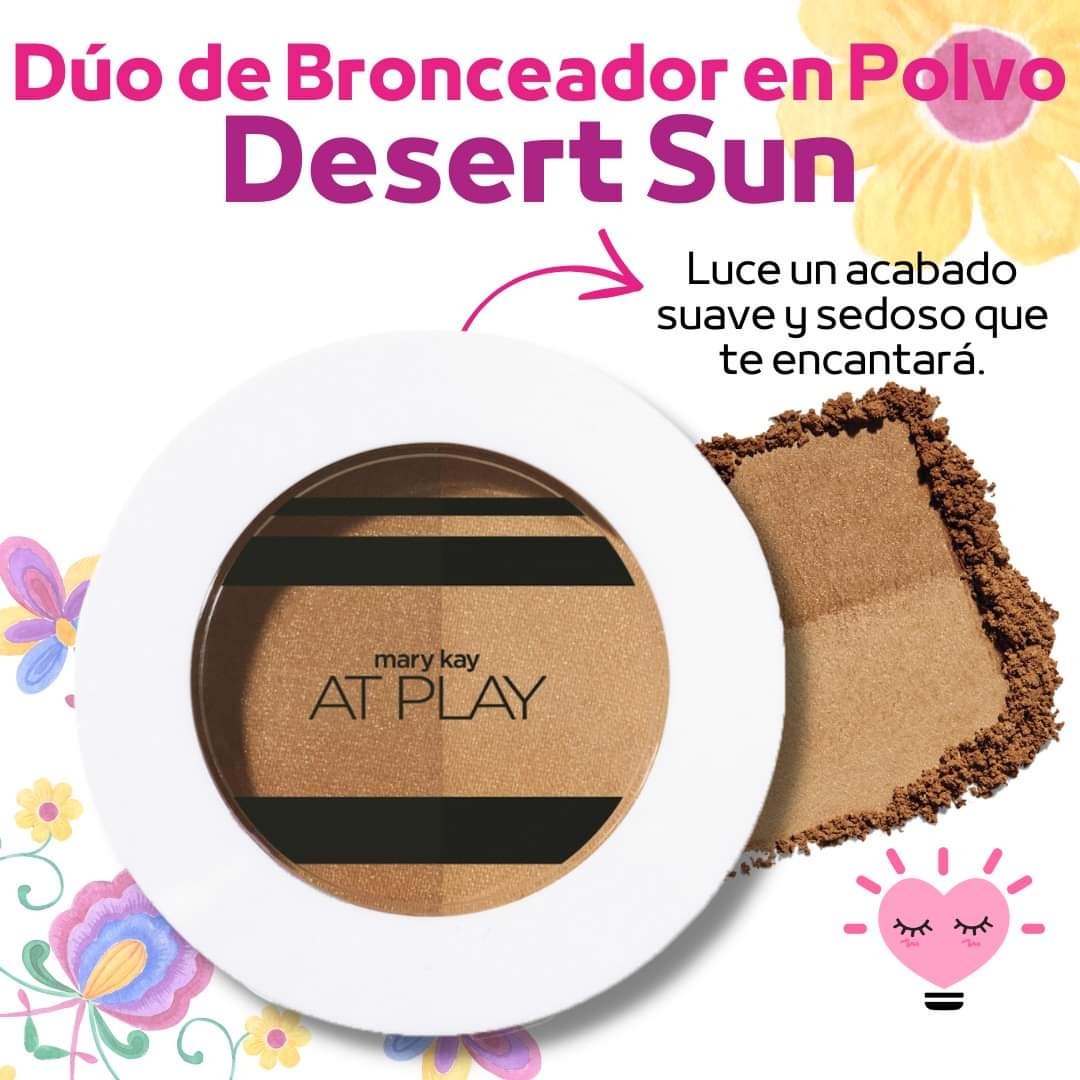 Dúo de Bronceador en Polvo
Desert Sun
Luce un acabado
suave y sedoso que
te encantará.
mary kay
AT PLAY